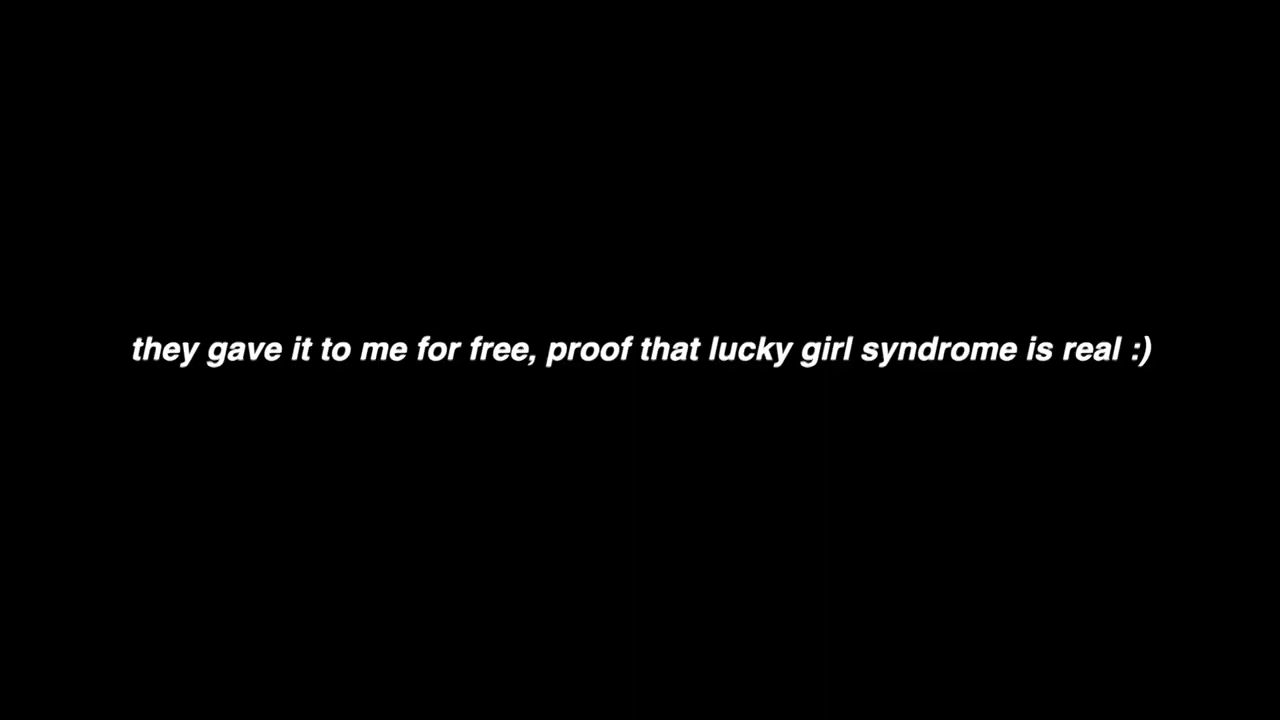 they gave it to me for free, proof that lucky girl syndrome is real :)